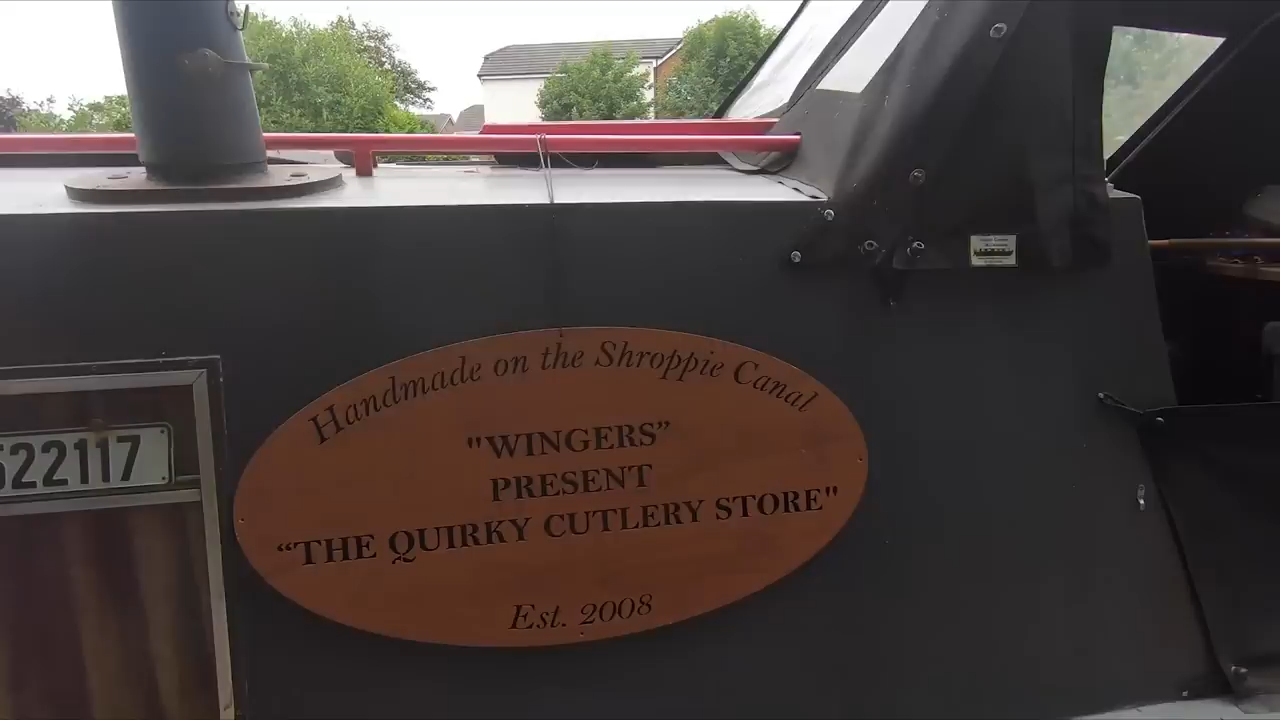 Handmade on the Shroppie Canal
"WINGERS”
PRESENT
“THE QUIRKY CUTLERY STORE"
Est. 2008
522117